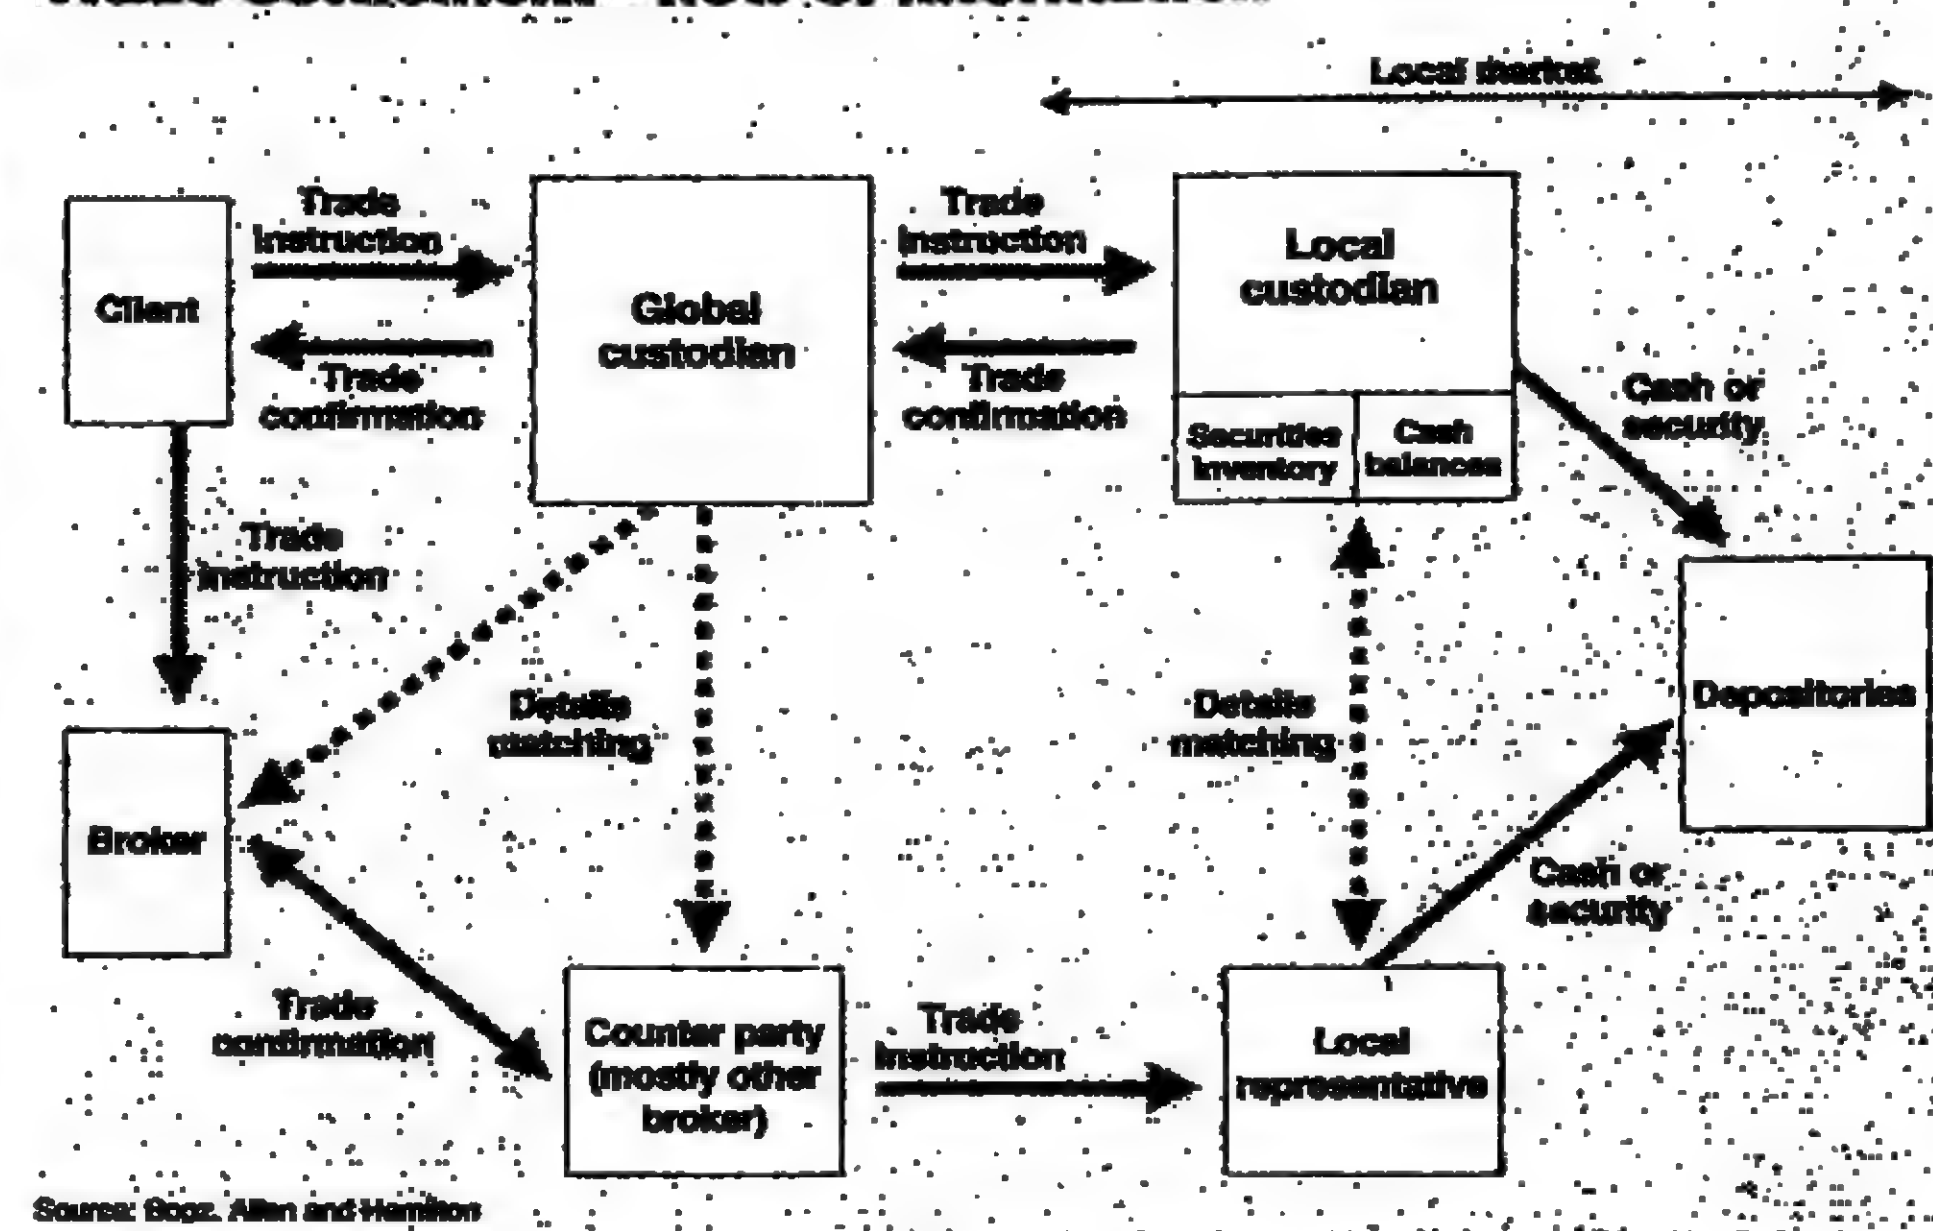 Local market
Trade
instruction
Trade
instruction
Client
Global
custodian
Local
custodian
Trade
confirmation
Trade
confirmation
Securities
inventory
Cash
balances
Cash or
security
Trade
instruction
Details
matching
Details
matching
Depositories
Broker
Cash or
security
Trade
confirmation
Counter party
(mostly other
broker)
Trade
instruction
Local
representative
Source: Booz. Allen and Hamilton